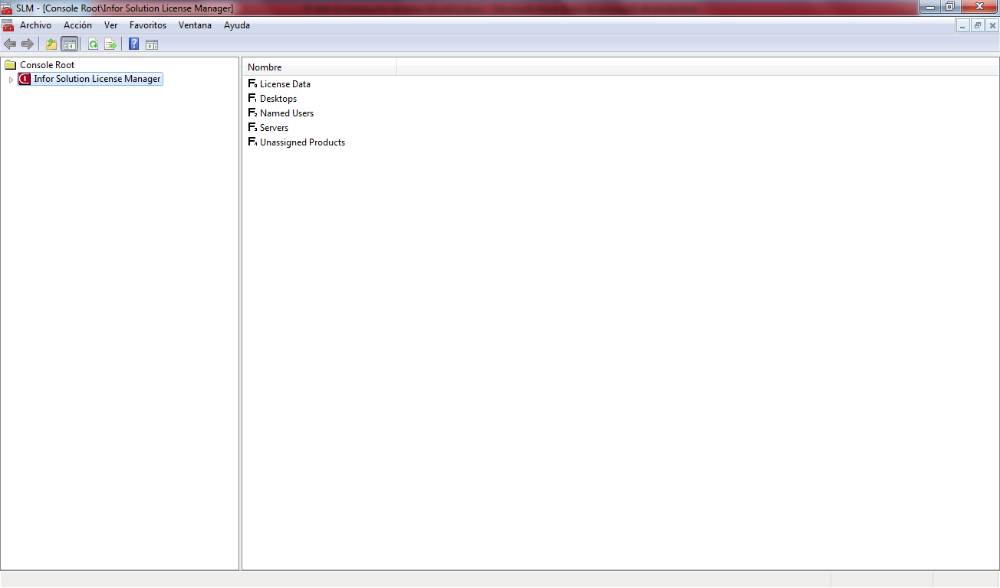 SLM - [Console Root\Infor Solution License Manager]
Archivo Acción Ver Favoritos Ventana Ayuda
Console Root
Infor Solution License Manager
Nombre
License Data
Desktops
Named Users
Servers
Unassigned Products